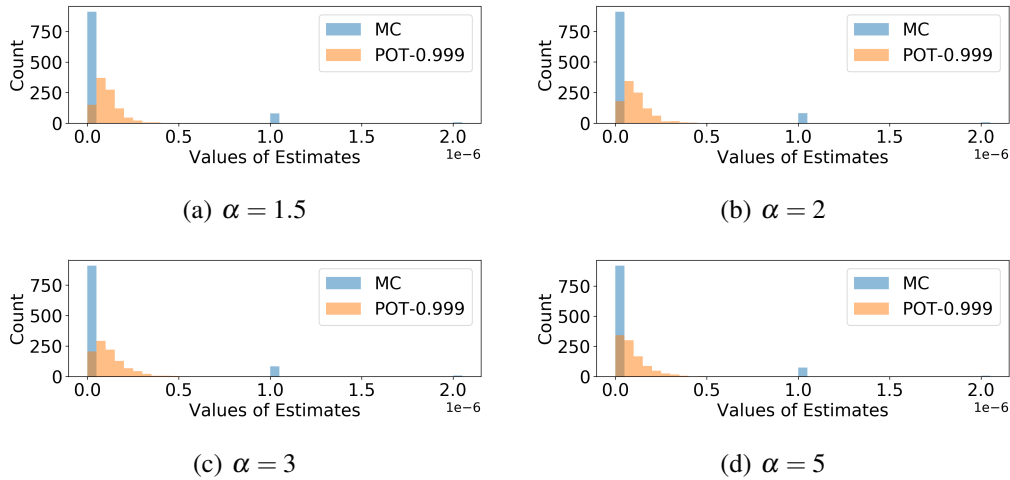 MC
POT-0.999
Count
750
500
250
0
0.0 0.5 1.0 1.5 2.0
Values of Estimates 1e-6
(a) α = 1.5
MC
POT-0.999
Count
750
500
250
0
0.0 0.5 1.0 1.5 2.0
Values of Estimates 1e-6
(b) α = 2
MC
POT-0.999
Count
750
500
250
0
0.0 0.5 1.0 1.5 2.0
Values of Estimates 1e-6
(c) α = 3
MC
POT-0.999
Count
750
500
250
0
0.0 0.5 1.0 1.5 2.0
Values of Estimates 1e-6
(d) α = 5